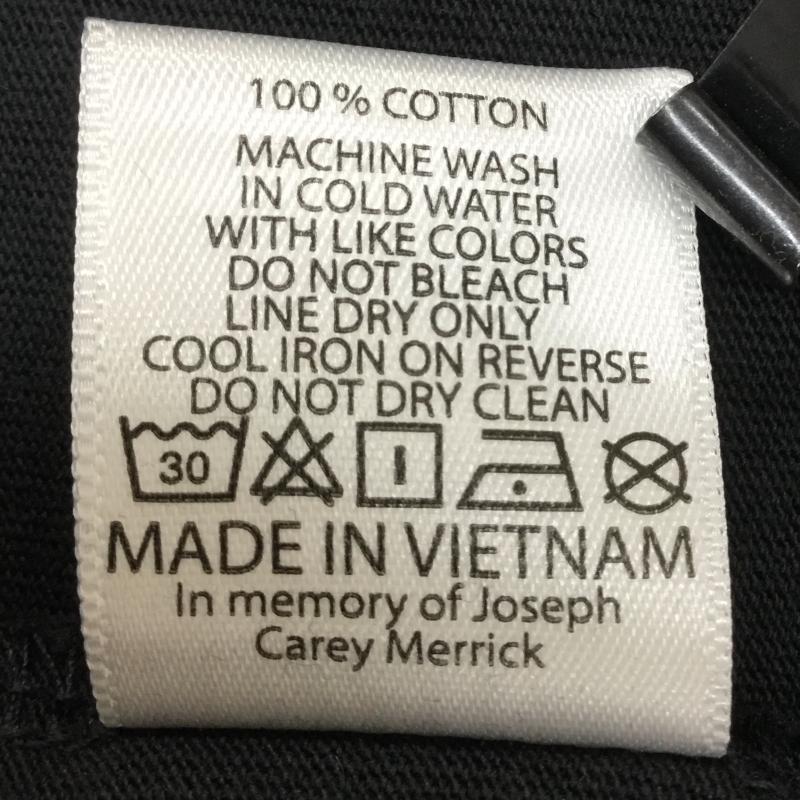 100 % COTTON
MACHINE WASH
IN COLD WATER
WITH LIKE COLORS
DO NOT BLEACH
LINE DRY ONLY
COOL IRON ON REVERSE
DO NOT DRY CLEAN
30
MADE IN VIETNAM
In memory of Joseph
Carey Merrick